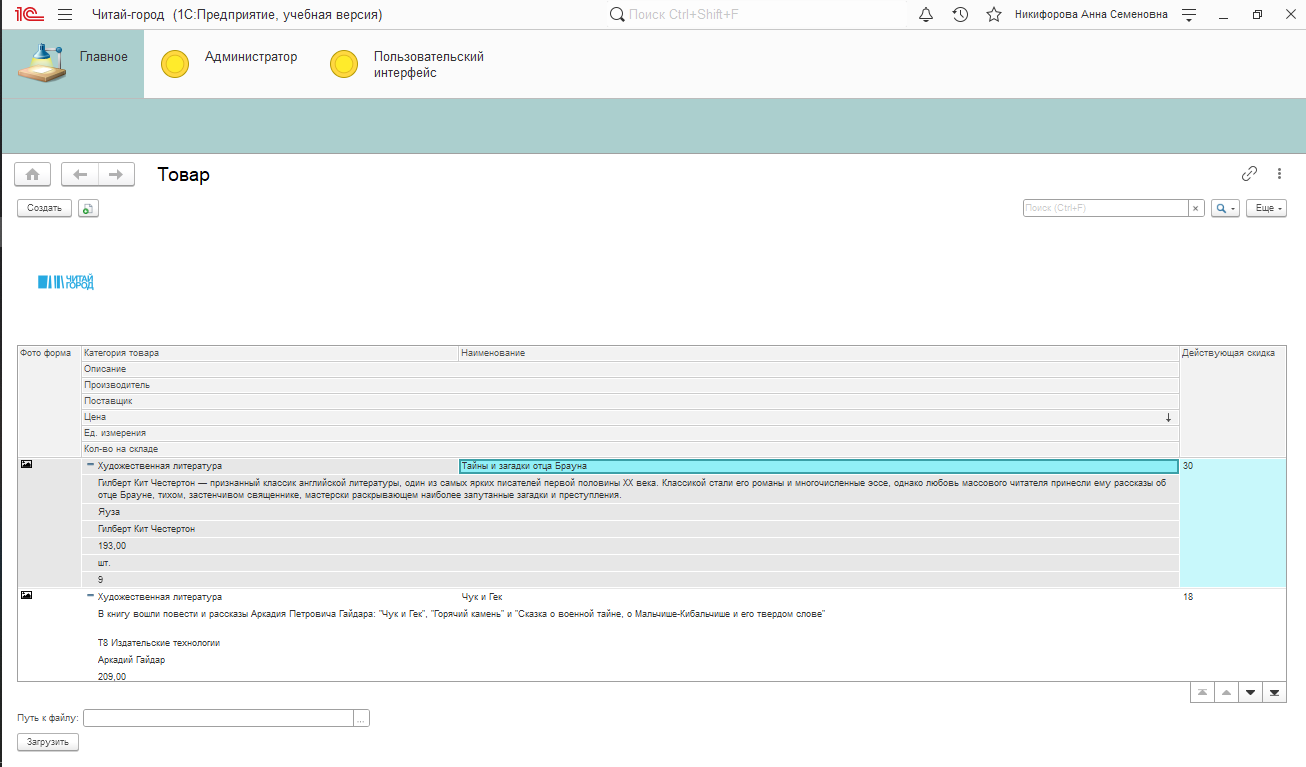 1С Читай-город (1С:Предприятие, учебная версия) Поиск Ctrl+Shift+F Никифорова Анна Семеновна
Главное
Администратор
Пользовательский
интерфейс
Товар
Создать Поиск (Ctrl+F) × Еще
ЧИТАЙ
ГОРОД
Фото форма Категория товара Наименование Действующая скидка
Описание
Производитель
Поставщик
Цена
Ед. измерения
Кол-во на складе
Художественная литература Тайны и загадки отца Брауна 30
Гилберт Кит Честертон — признанный классик английской литературы, один из самых ярких писателей первой половины XX века. Классикой стали его романы и многочисленные эссе, однако любовь массового читателя принесли ему рассказы об
отце Брауне, тихом, застенчивом священнике, мастерски раскрывающем наиболее запутанные загадки и преступления.
Яуза
Гилберт Кит Честертон
193,00
шт.
9
Художественная литература Чук и Гек 18
В книгу вошли повести и рассказы Аркадия Петровича Гайдара: "Чук и Гек", "Горячий камень" и "Сказка о военной тайне, о Мальчише-Кибальчише и его твердом слове"
Т8 Издательские технологии
Аркадий Гайдар
209,00
Путь к файлу: ...
Загрузить